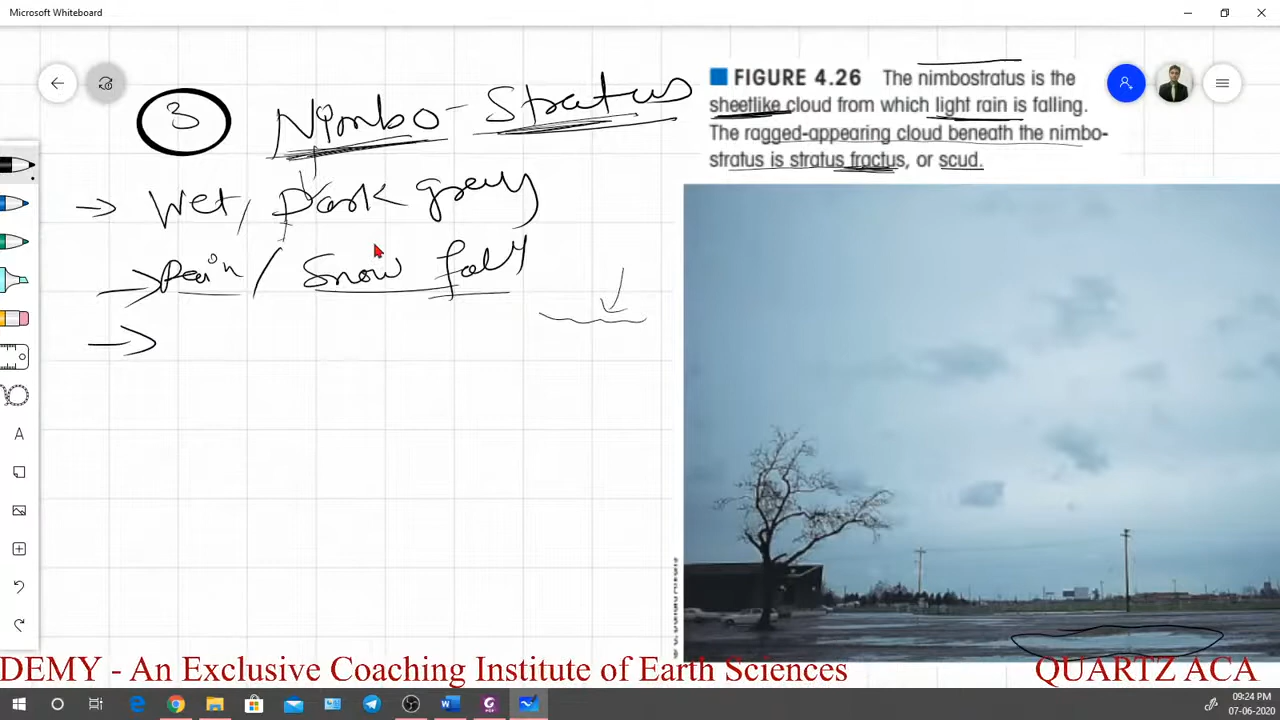 Microsoft Whiteboard
3 Nimbo-Stratus
→ Wet, Dark grey
→ Rain / Snow fall
→
FIGURE 4.26 The nimbostratus is the
sheetlike cloud from which light rain is falling.
The ragged-appearing cloud beneath the nimbo-
stratus is stratus fractus, or scud.
A
DEMY - An Exclusive Coaching Institute of Earth Sciences QUARTZ ACA
09:24 PM
07-06-2020